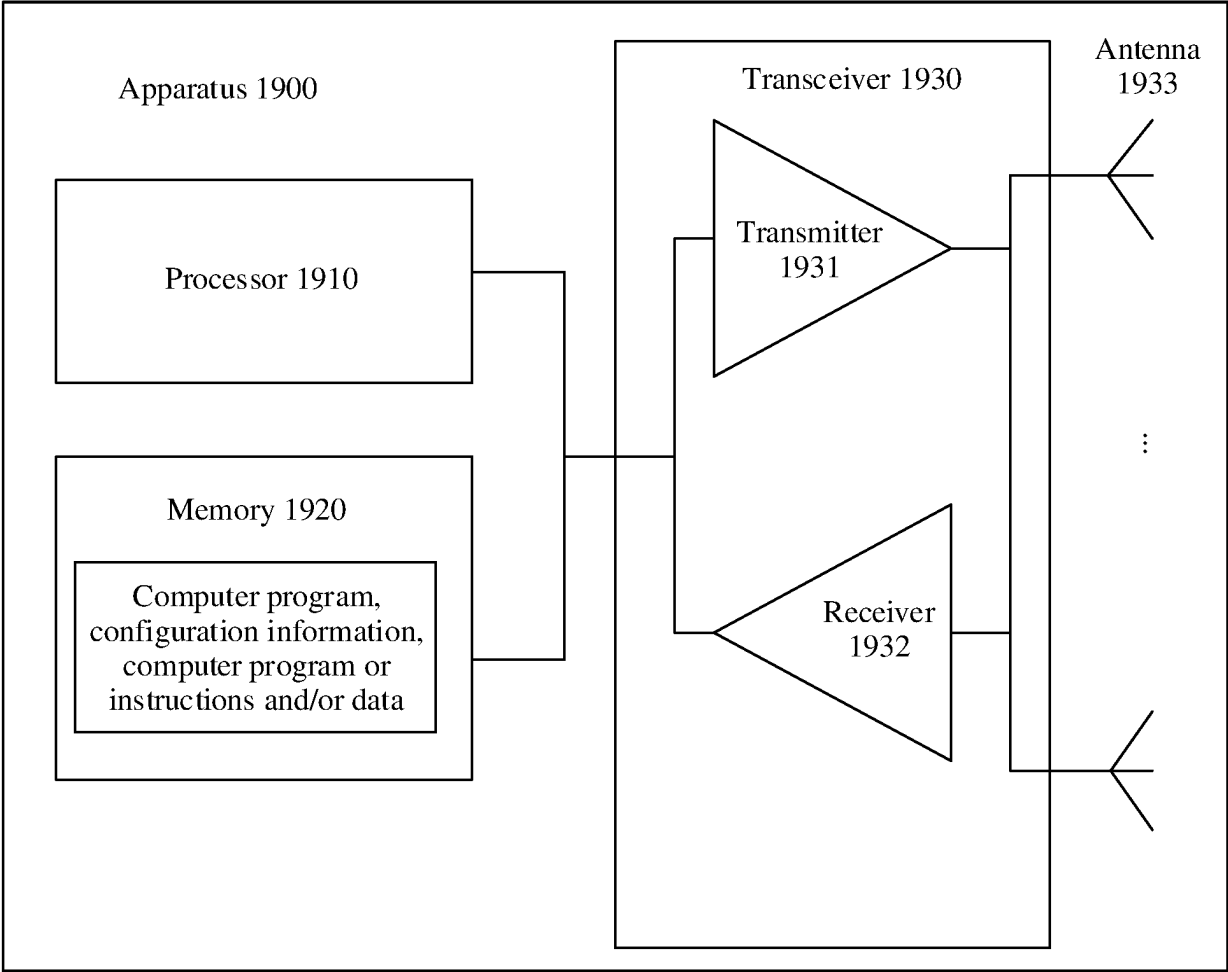 Apparatus 1900
Processor 1910
Memory 1920
Computer program,
configuration information,
computer program or
instructions and/or data
Transceiver 1930
Transmitter
1931
Receiver
1932
Antenna
1933
⋮